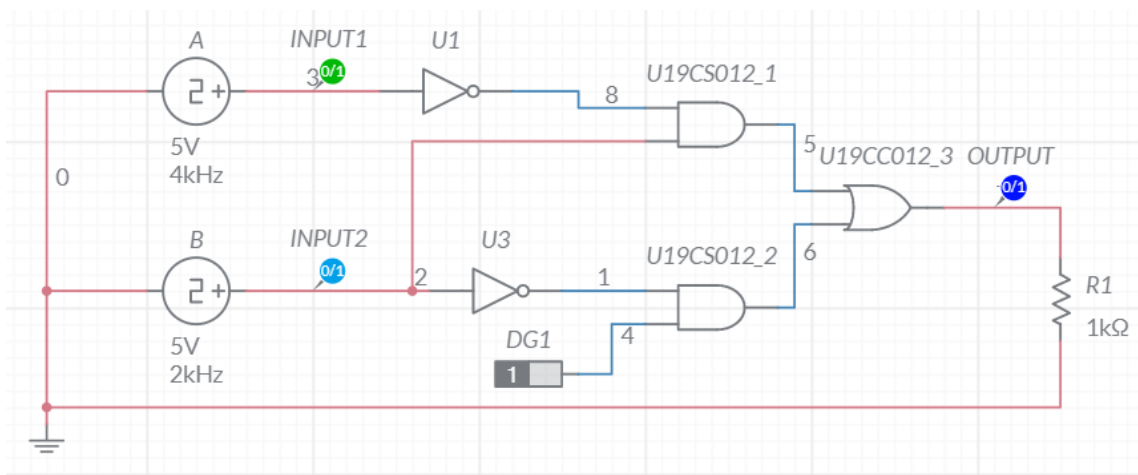 A
INPUT1
U1
3
0/1
8
U19CS012_1
5V
4kHz
0
5
U19CC012_3
OUTPUT
0/1
B
INPUT2
U3
0/1
2
1
U19CS012_2
6
R1
1kΩ
5V
2kHz
DG1
1
4